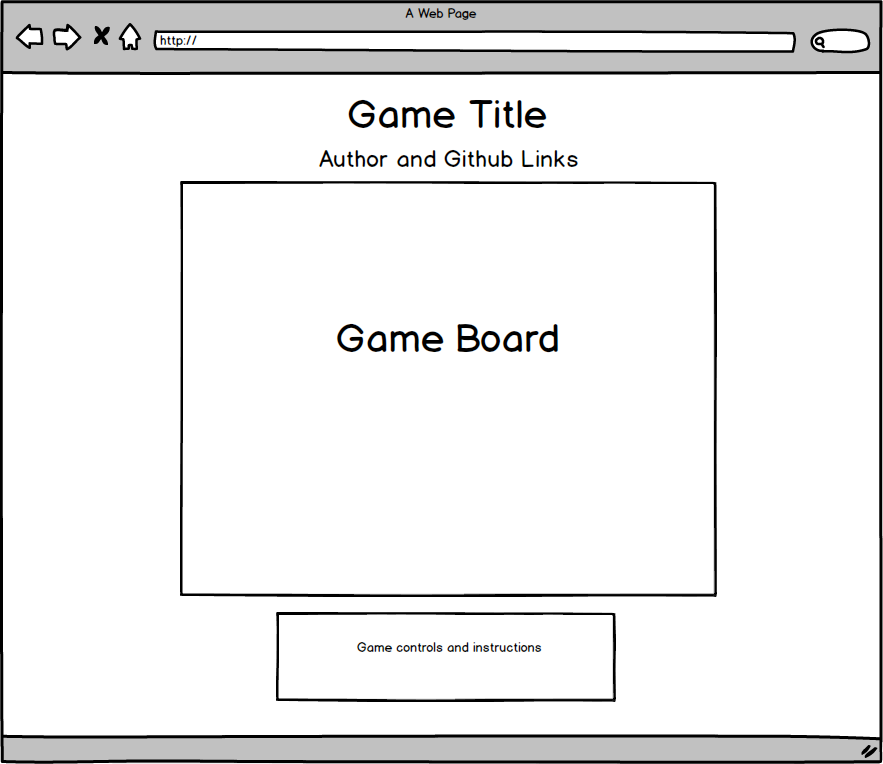 A Web Page
http://
Game Title
Author and Github Links
Game Board
Game controls and instructions